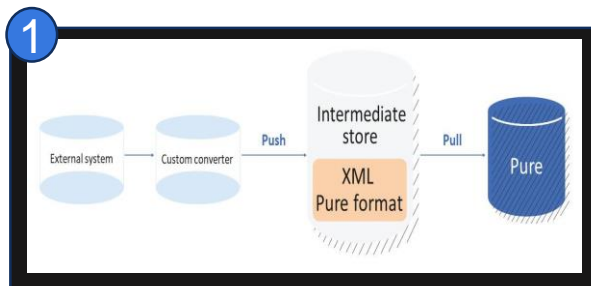 1
External system
Custom converter
Push
Intermediate
store
XML
Pure format
Pull
Pure